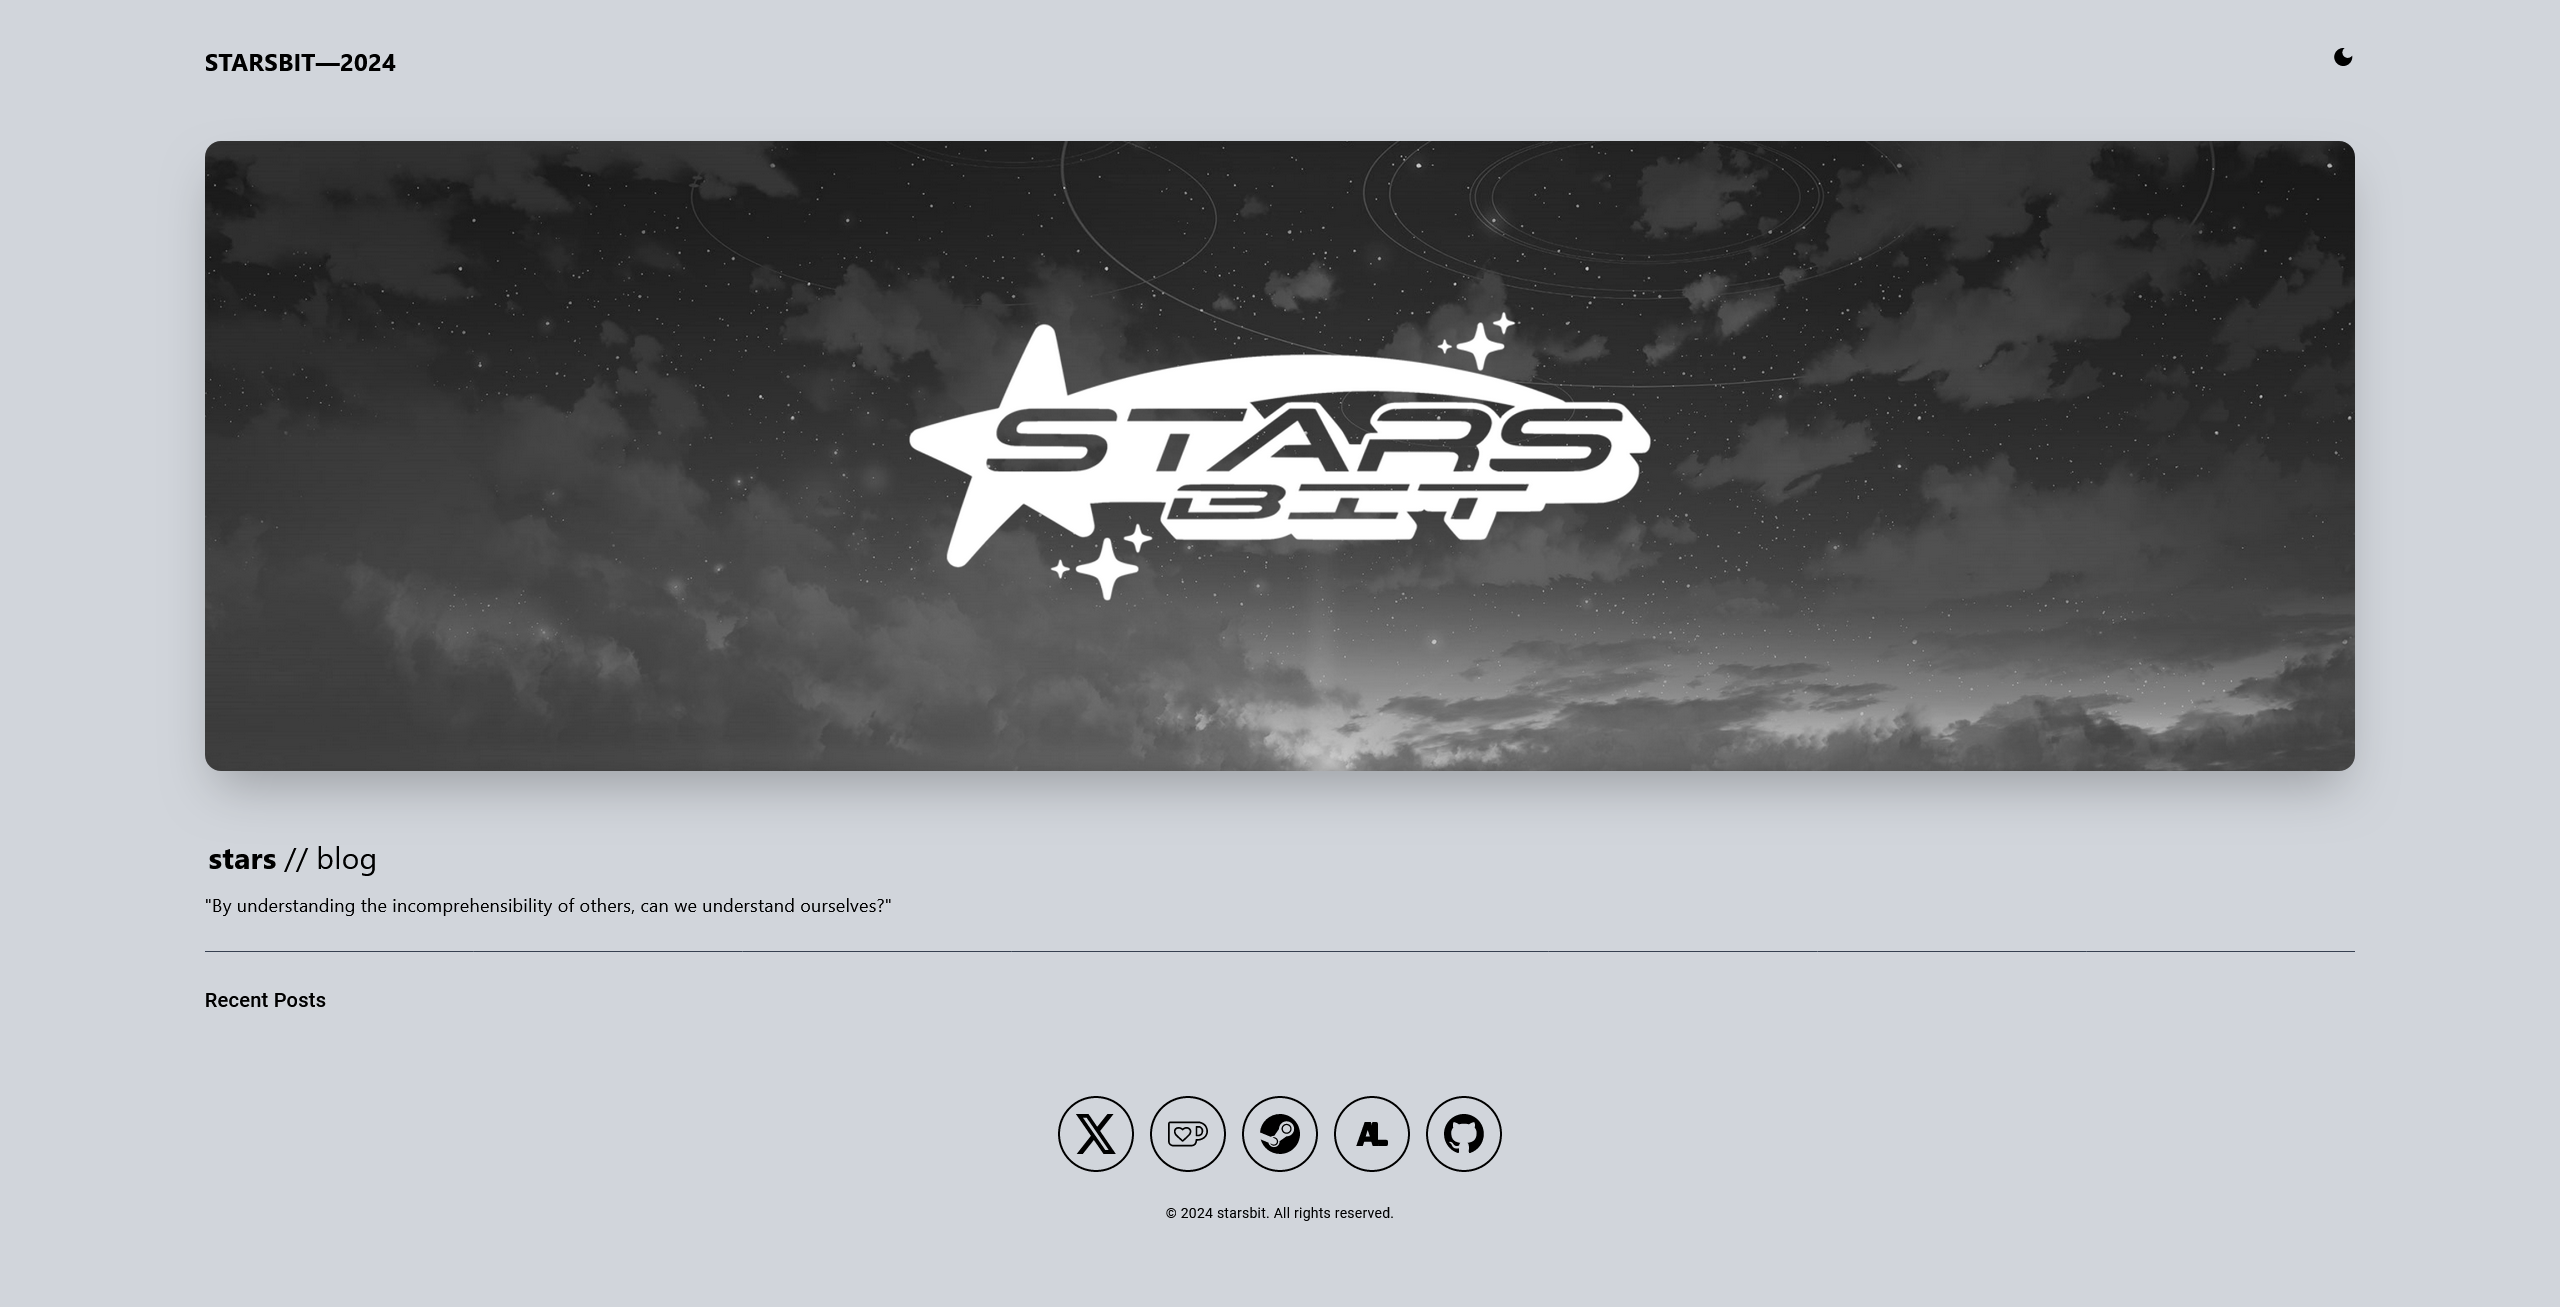 STARSBIT—2024
STARS
BIT
stars // blog
"By understanding the incomprehensibility of others, can we understand ourselves?"
Recent Posts
X
AL
© 2024 starsbit. All rights reserved.